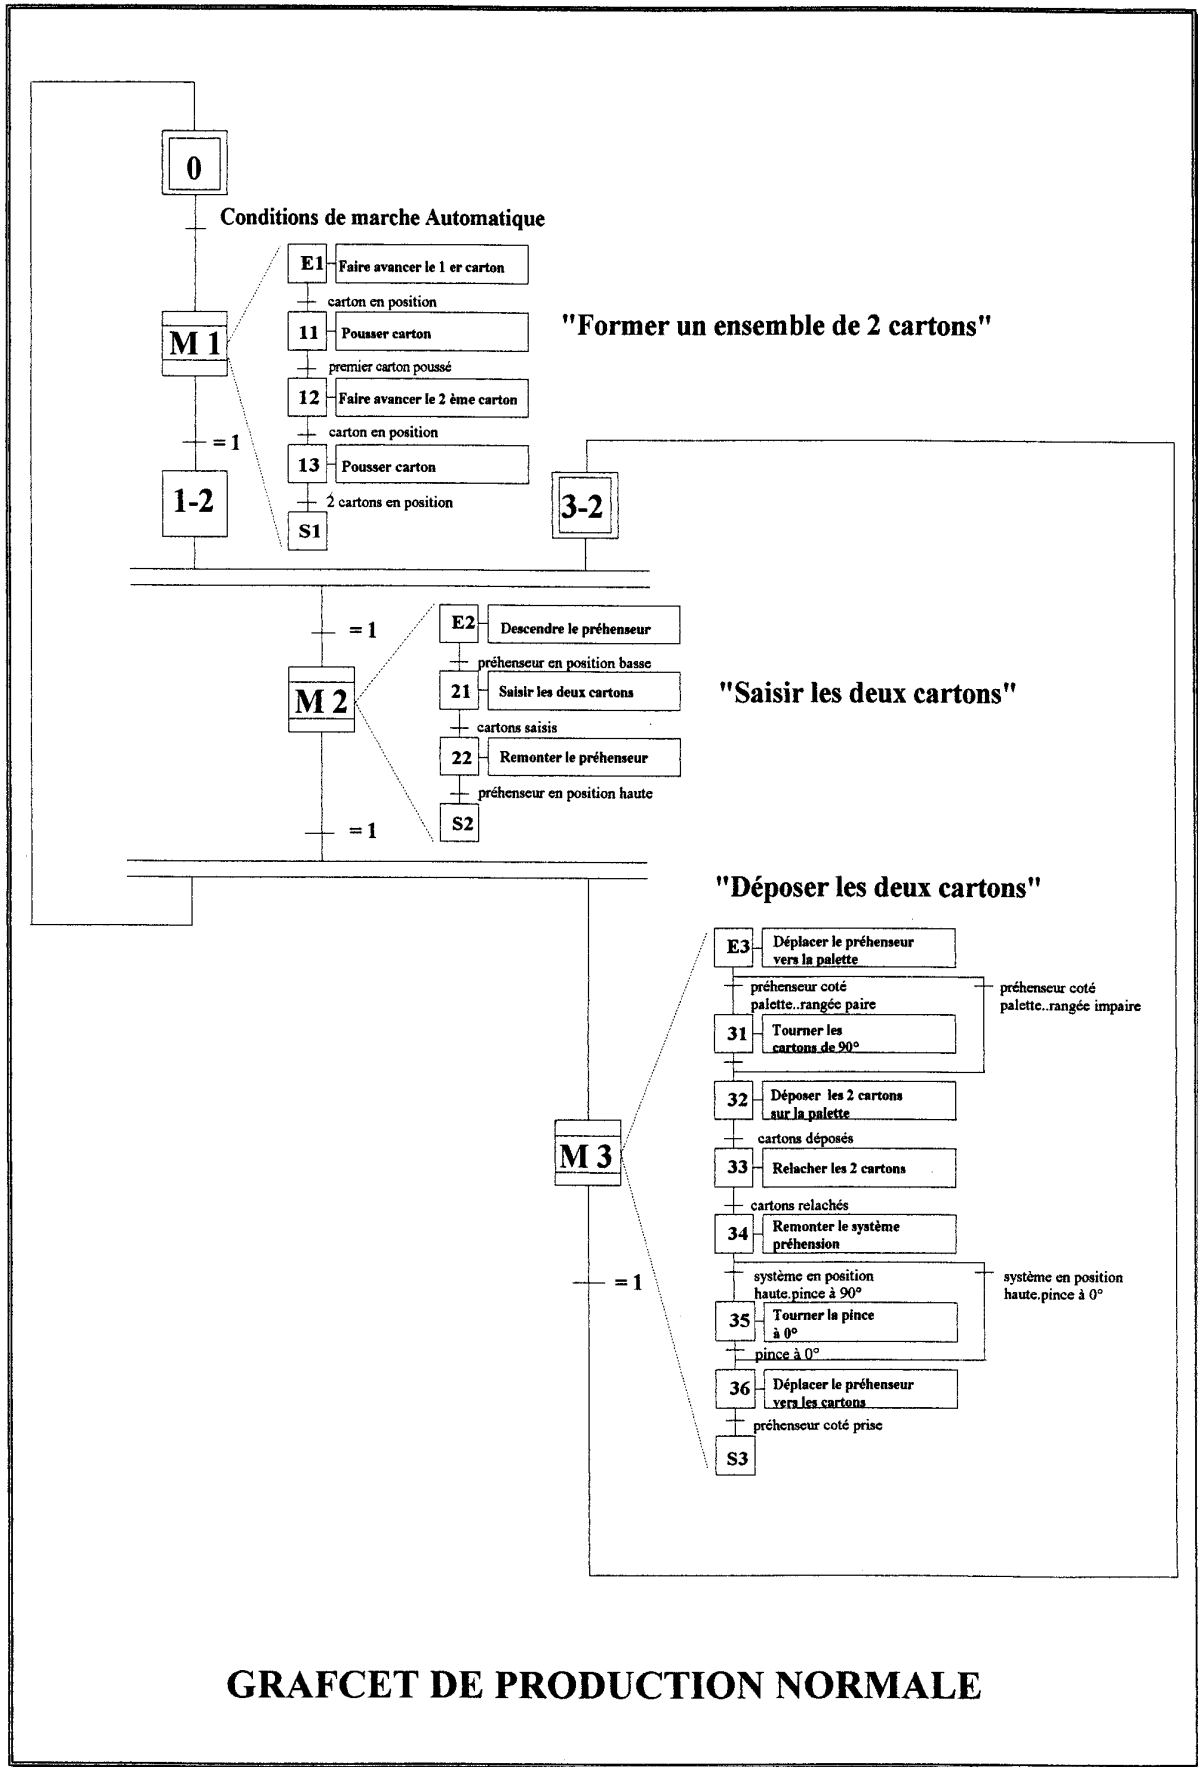 0
Conditions de marche Automatique
E1
Faire avancer le 1 er carton
carton en position
M 1
11
Pousser carton
"Former un ensemble de 2 cartons"
premier carton poussé
12
Faire avancer le 2 ème carton
carton en position
= 1
13
Pousser carton
1-2
2 cartons en position
3-2
S1
= 1
E2
Descendre le préhenseur
préhenseur en position basse
M 2
21
Saisir les deux cartons
"Saisir les deux cartons"
cartons saisis
22
Remonter le préhenseur
préhenseur en position haute
= 1
S2
"Déposer les deux cartons"
E3
Déplacer le préhenseur
vers la palette
préhenseur coté
palette..rangée paire
préhenseur coté
palette..rangée impaire
31
Tourner les
cartons de 90°
32
Déposer les 2 cartons
sur la palette
cartons déposés
M 3
33
Relacher les 2 cartons
cartons relachés
34
Remonter le système
préhension
= 1
système en position
haute.pince à 90°
système en position
haute.pince à 0°
35
Tourner la pince
à 0°
pince à 0°
36
Déplacer le préhenseur
vers les cartons
préhenseur coté prise
S3
GRAFCET DE PRODUCTION NORMALE